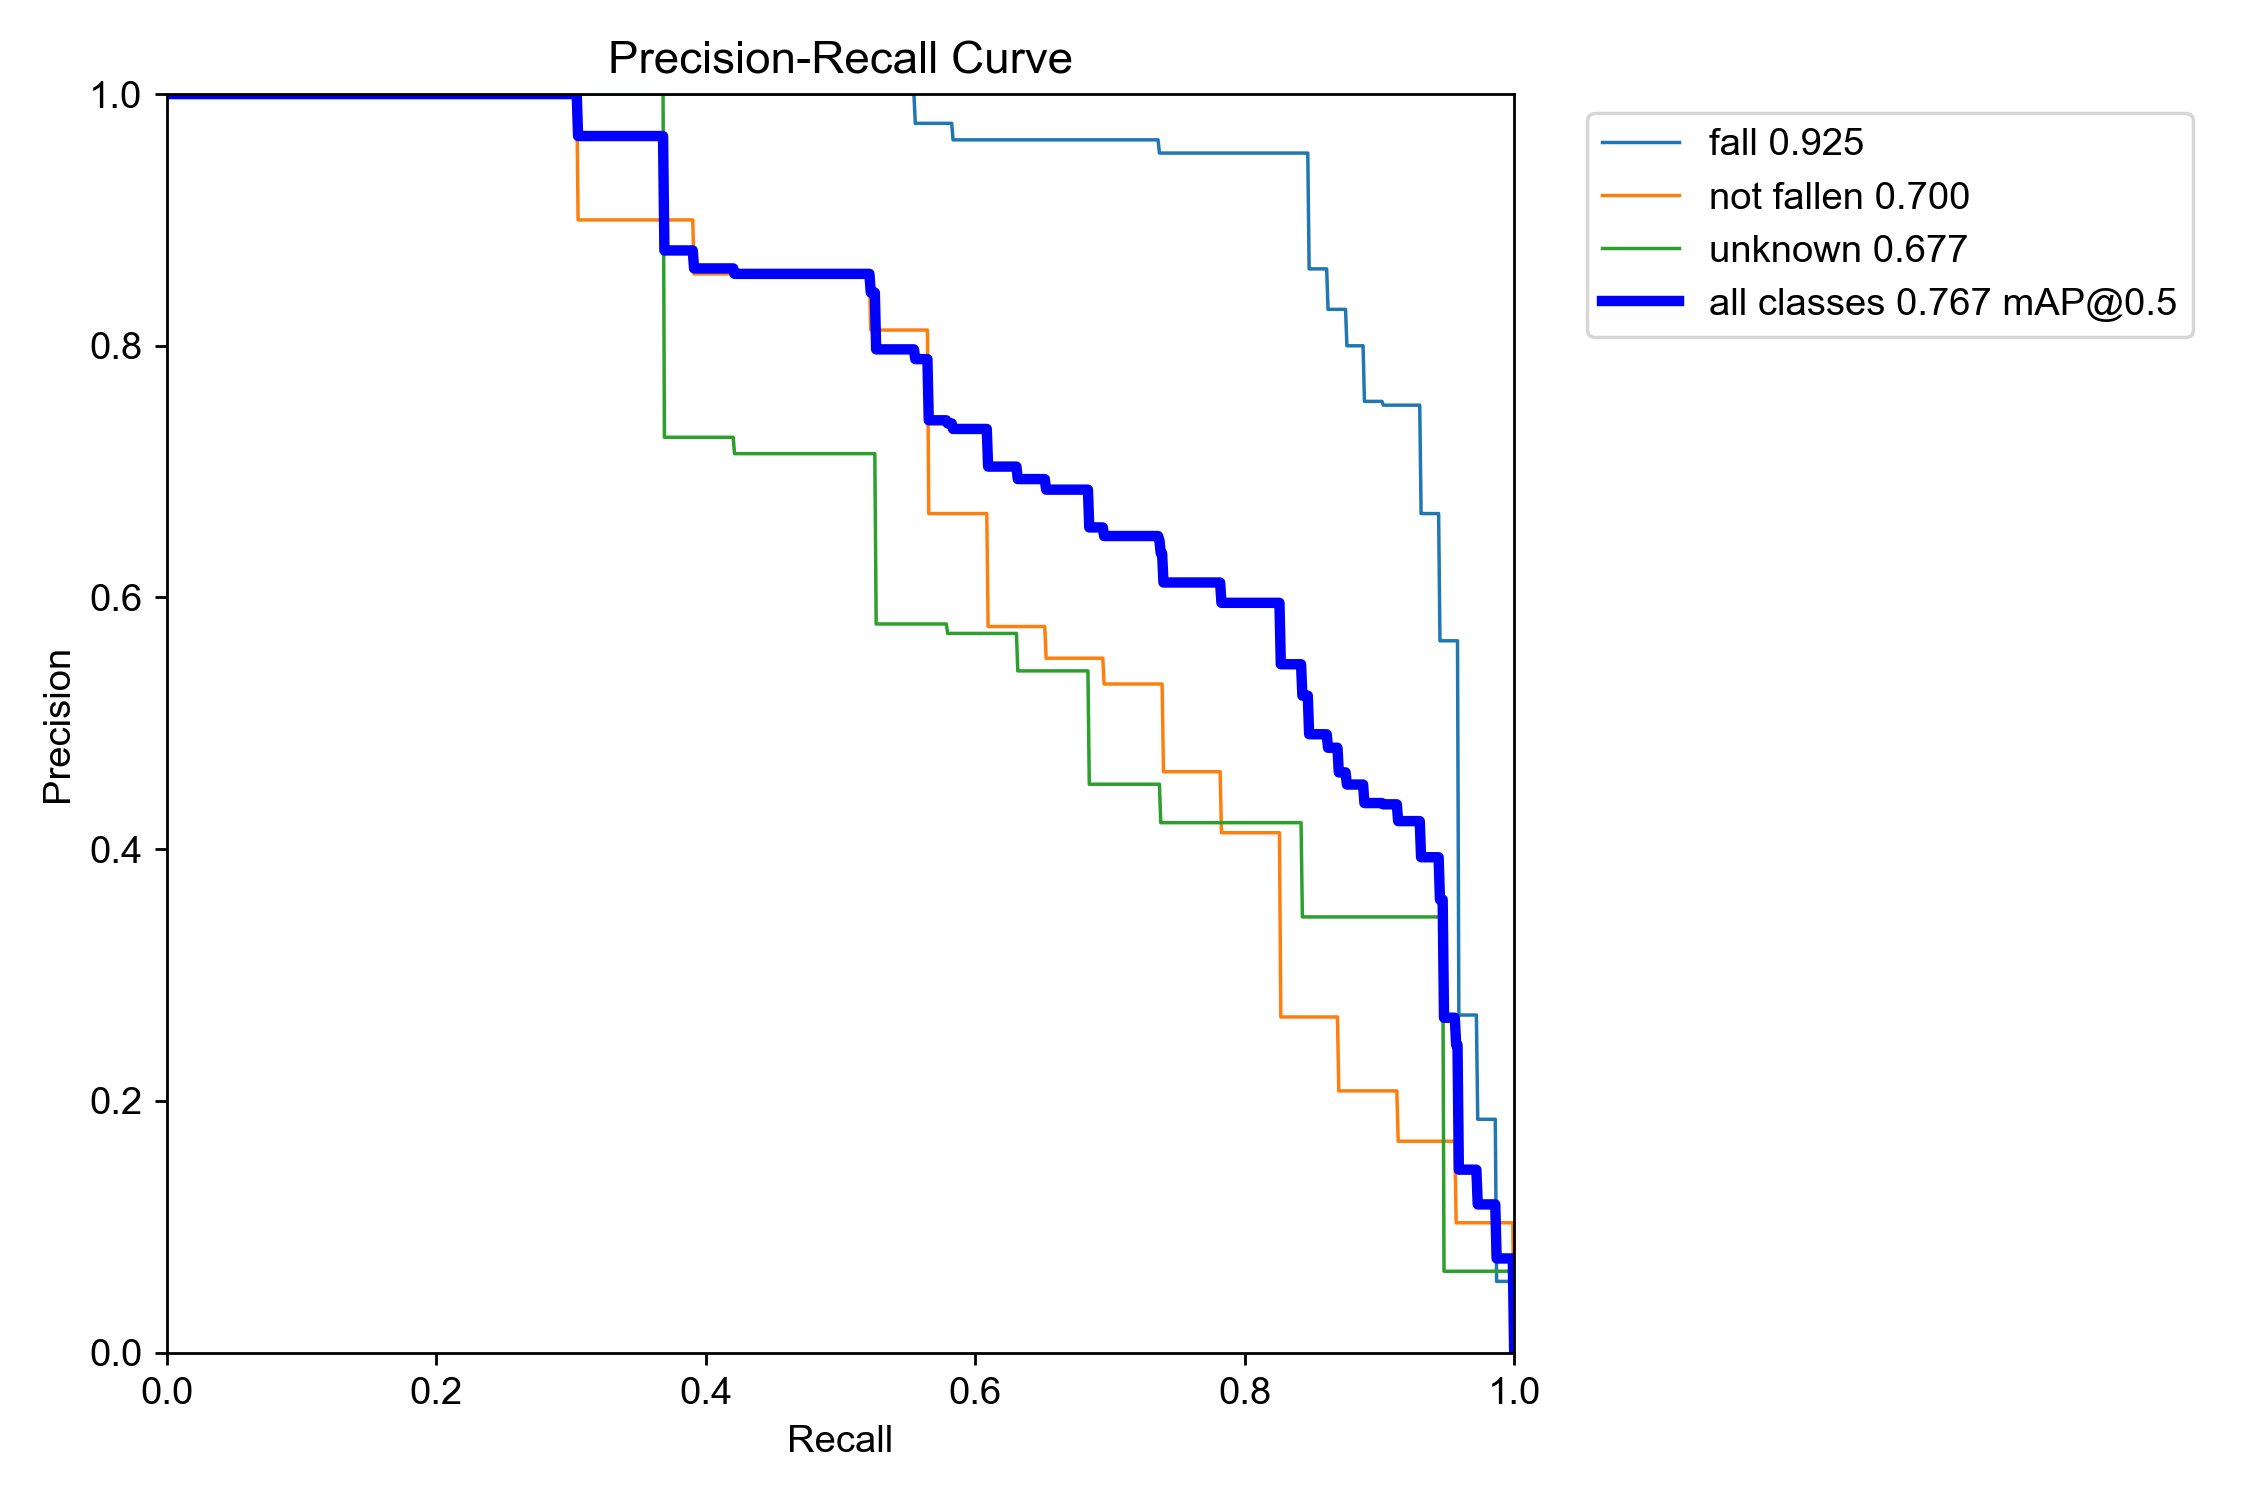 Precision-Recall Curve
1.0
0.8
0.6
0.4
0.2
0.0
Precision
0.0 0.2 0.4 0.6 0.8 1.0
Recall
fall 0.925
not fallen 0.700
unknown 0.677
all classes 0.767 mAP@0.5